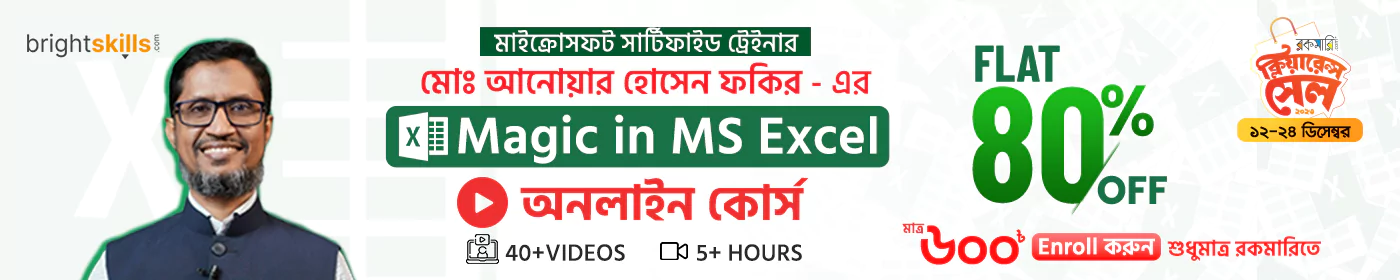 brightskills.com
মাইক্রোসফট সার্টিফাইড ট্রেইনার
মোঃ আনোয়ার হোসেন ফকির - এর
Magic in MS Excel
অনলাইন কোর্স
40+VIDEOS
5+ HOURS
FLAT
80%
OFF
মাত্র
৬০০৳
Enroll করুন
শুধুমাত্র রকমারিতে
রকমারি
ক্লিয়ারেন্স
সেল
২০২৩
১২-২৪ ডিসেম্বর